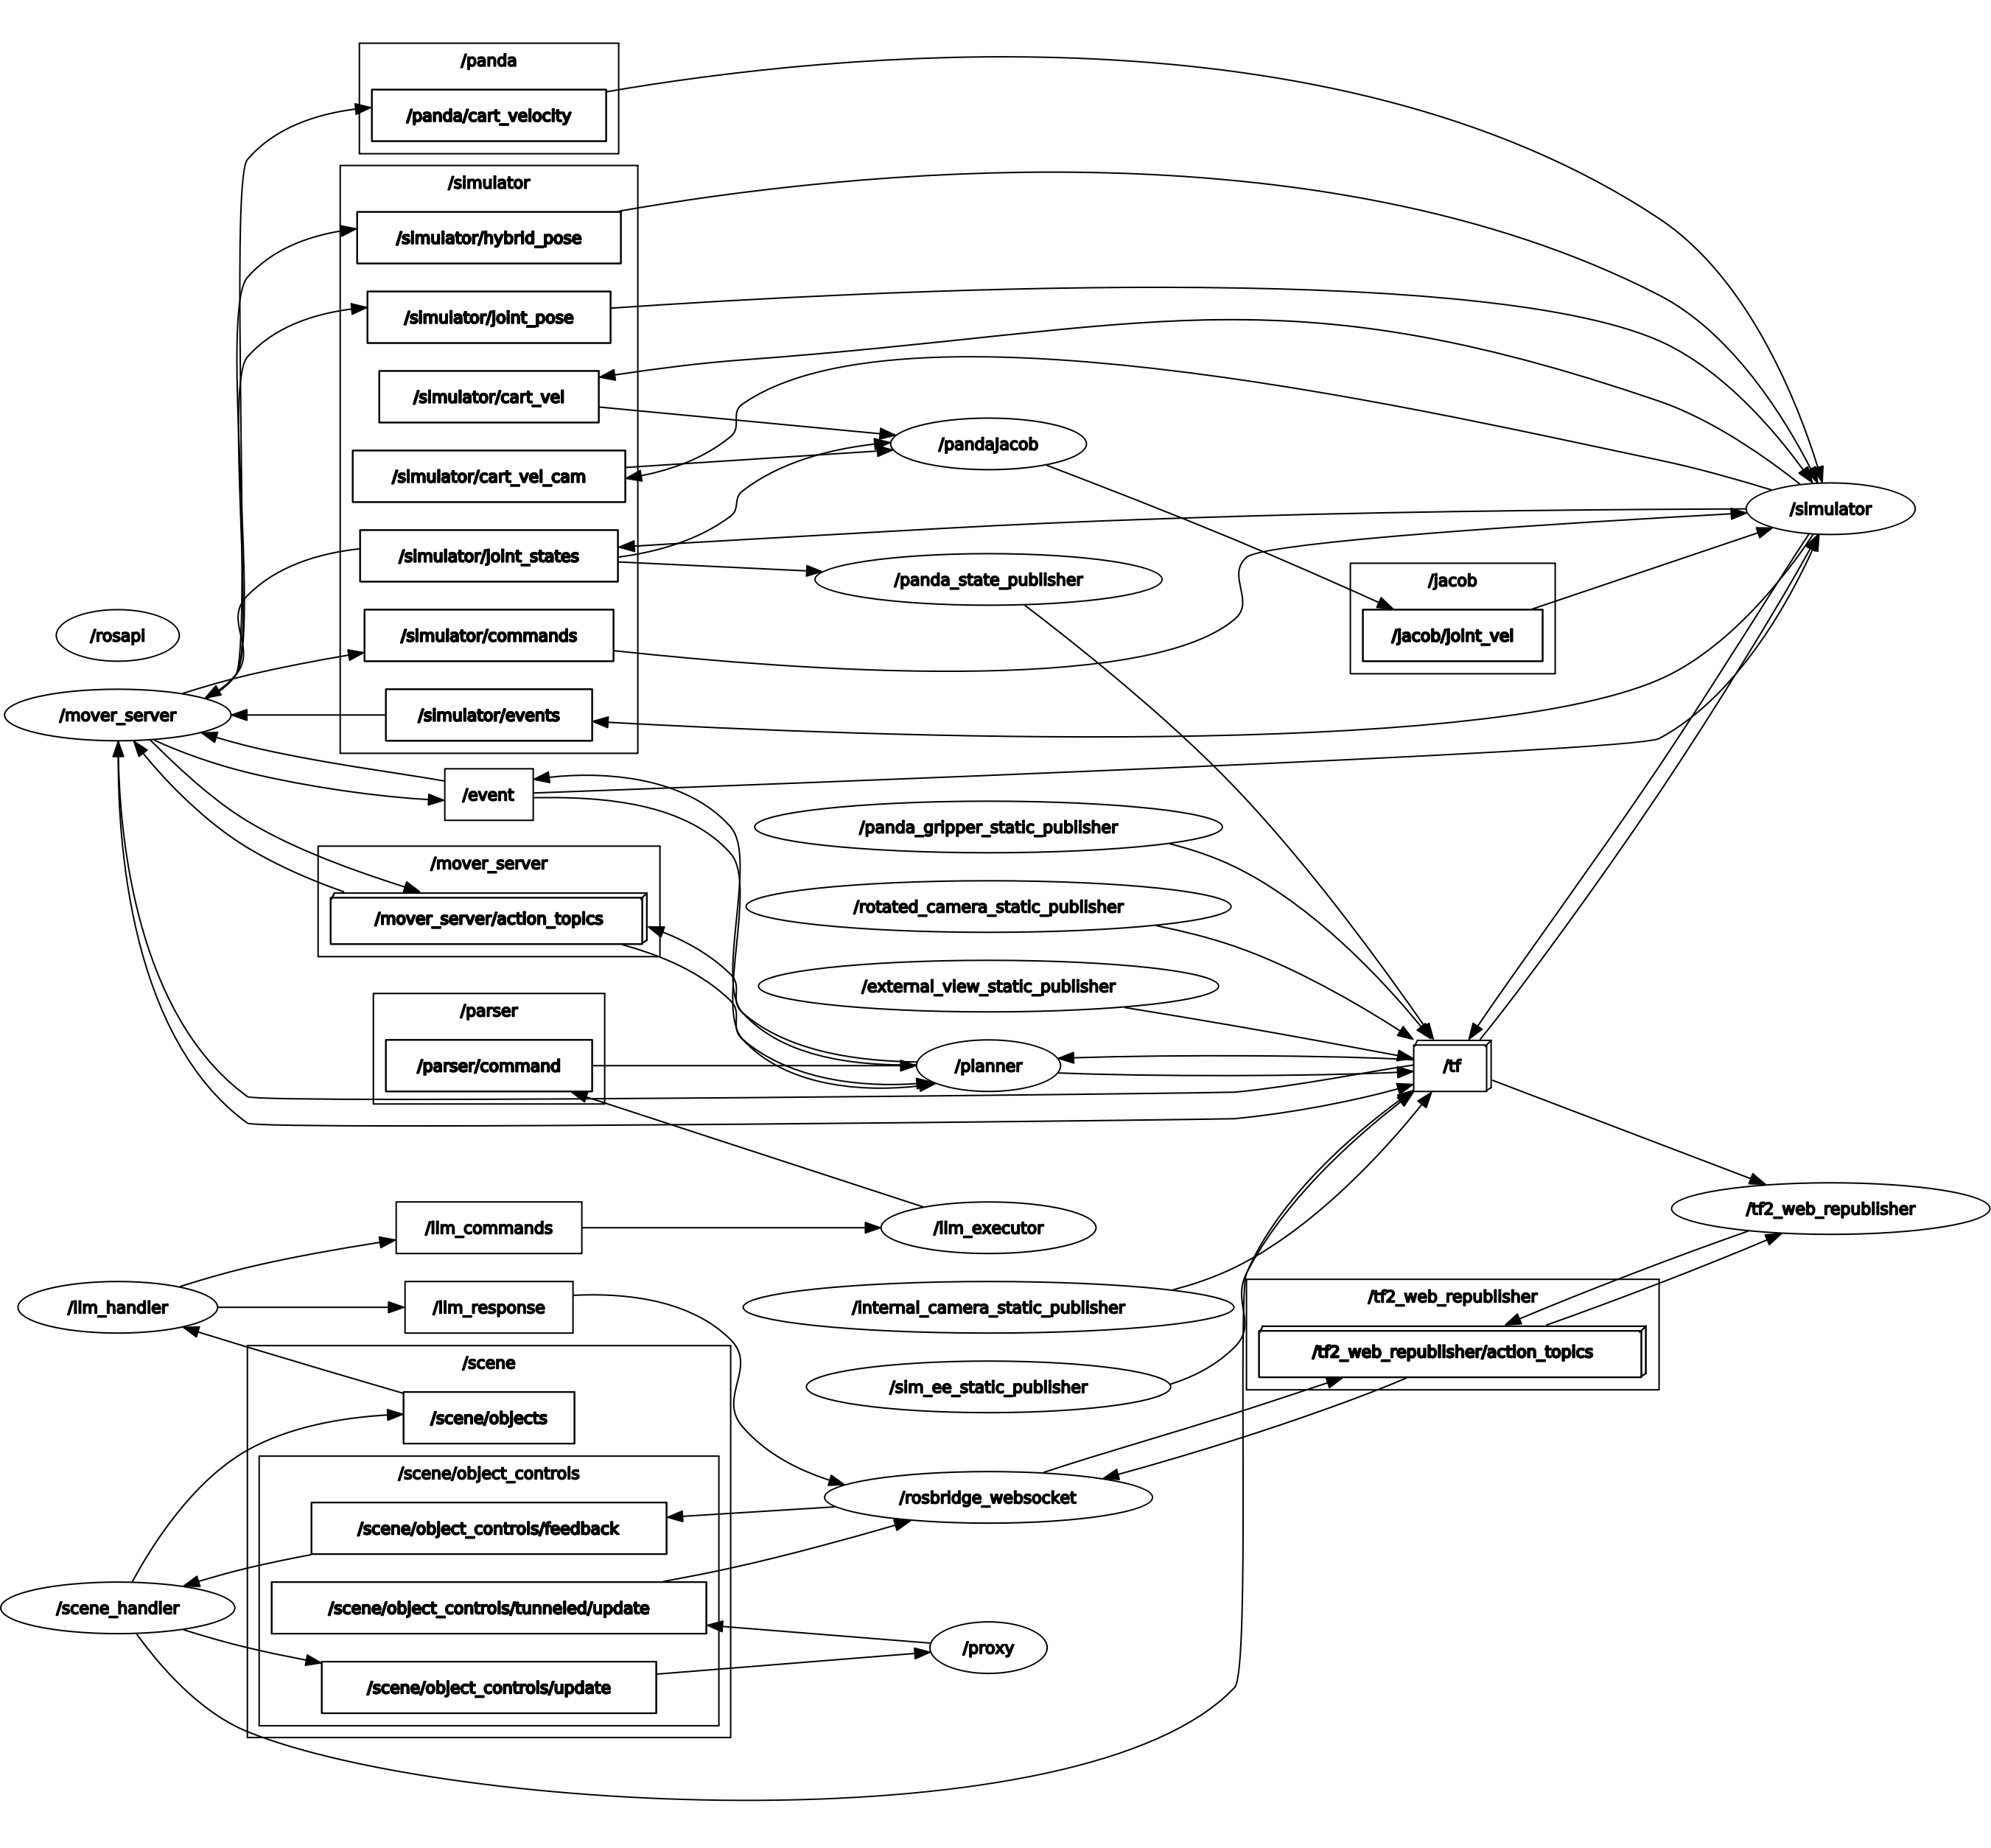 /panda
/panda/cart_velocity
/simulator
/simulator/hybrid_pose
/simulator/joint_pose
/simulator/cart_vel
/simulator/cart_vel_cam
/simulator/joint_states
/simulator/commands
/simulator/events
/pandajacob
/panda_state_publisher
/simulator
/jacob
/jacob/joint_vel
/rosapi
/mover_server
/event
/mover_server
/mover_server/action_topics
/parser
/parser/command
/panda_gripper_static_publisher
/rotated_camera_static_publisher
/external_view_static_publisher
/planner
/tf
/llm_commands
/llm_executor
/tf2_web_republisher
/llm_handler
/llm_response
/internal_camera_static_publisher
/tf2_web_republisher
/tf2_web_republisher/action_topics
/scene
/scene/objects
/sim_ee_static_publisher
/scene/object_controls
/scene/object_controls/feedback
/rosbridge_websocket
/scene_handler
/scene/object_controls/tunneled/update
/proxy
/scene/object_controls/update